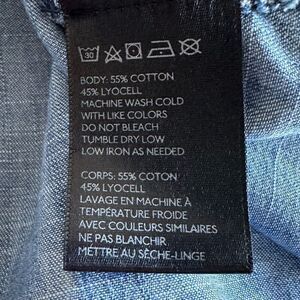 30
BODY: 55% COTTON
45% LYOCELL
MACHINE WASH COLD
WITH LIKE COLORS
DO NOT BLEACH
TUMBLE DRY LOW
LOW IRON AS NEEDED
CORPS: 55% COTON
45% LYOCELL
LAVAGE EN MACHINE À
TEMPÉRATURE FROIDE
AVEC COULEURS SIMILAIRES
NE PAS BLANCHIR
METTRE AU SÈCHE-LINGE